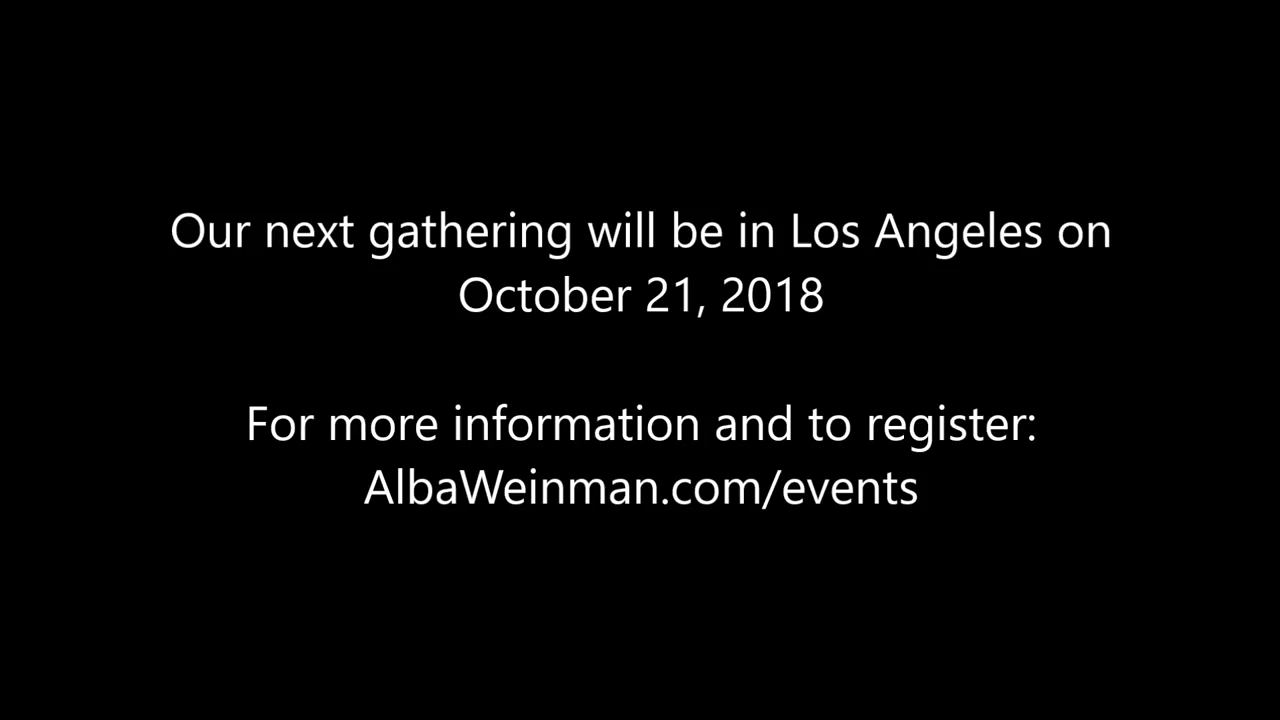 Our next gathering will be in Los Angeles on
October 21, 2018
For more information and to register:
AlbaWeinman.com/events